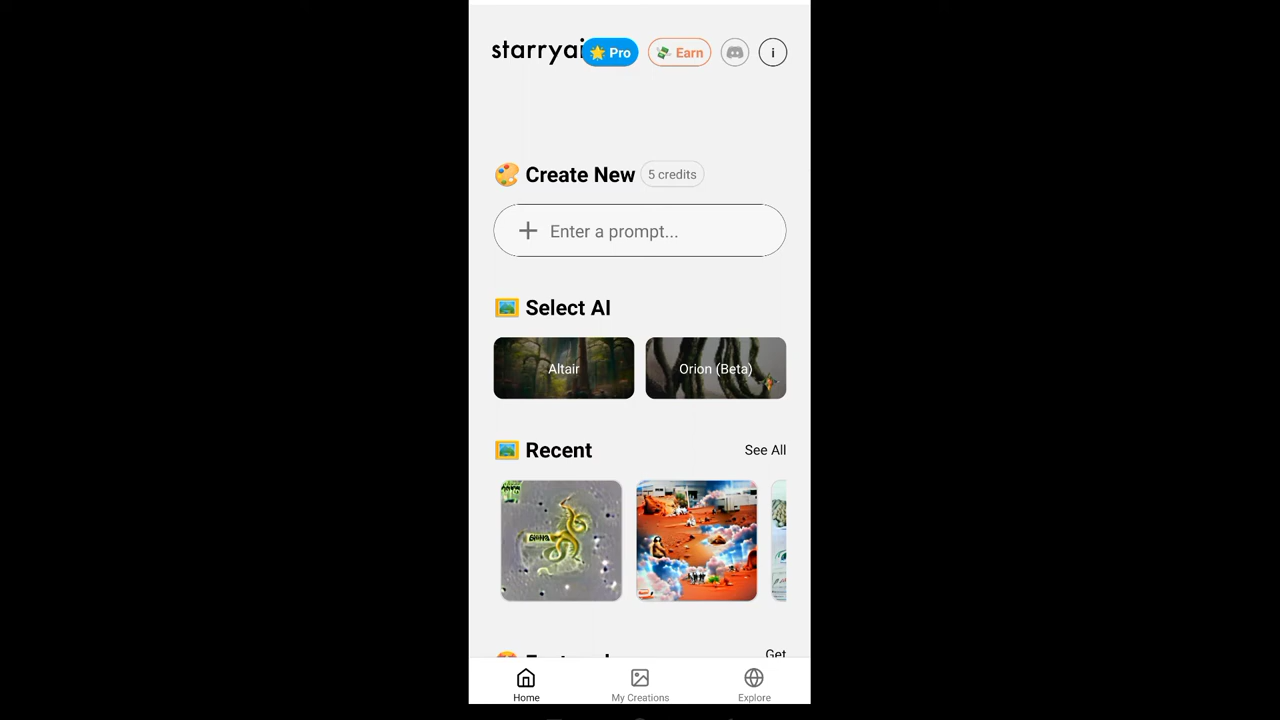 starryai
Pro
Earn
i
Create New
5 credits
Enter a prompt...
Select AI
Altair
Orion (Beta)
Recent
See All
Get
Home
My Creations
Explore